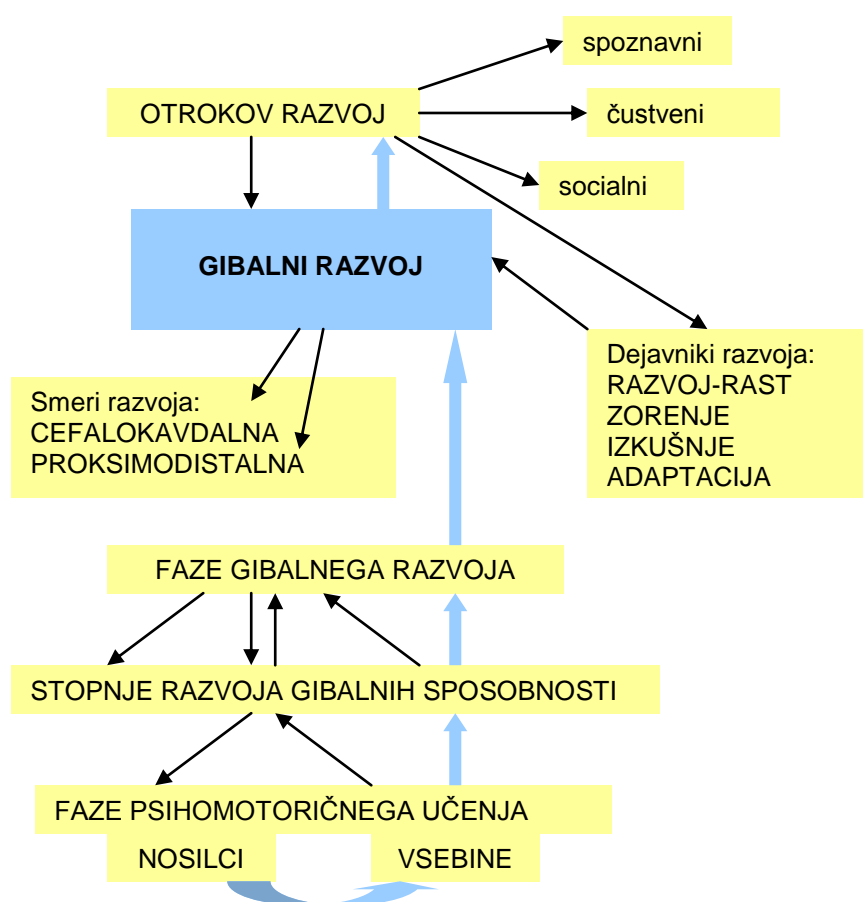 spoznavni
OTROKOV RAZVOJ
čustveni
socialni
GIBALNI RAZVOJ
Dejavniki razvoja:
RAZVOJ-RAST
ZORENJE
IZKUŠNJE
ADAPTACIJA
Smeri razvoja:
CEFALOKAVDALNA
PROKSIMODISTALNA
FAZE GIBALNEGA RAZVOJA
STOPNJE RAZVOJA GIBALNIH SPOSOBNOSTI
FAZE PSIHOMOTORIČNEGA UČENJA
NOSILCI
VSEBINE